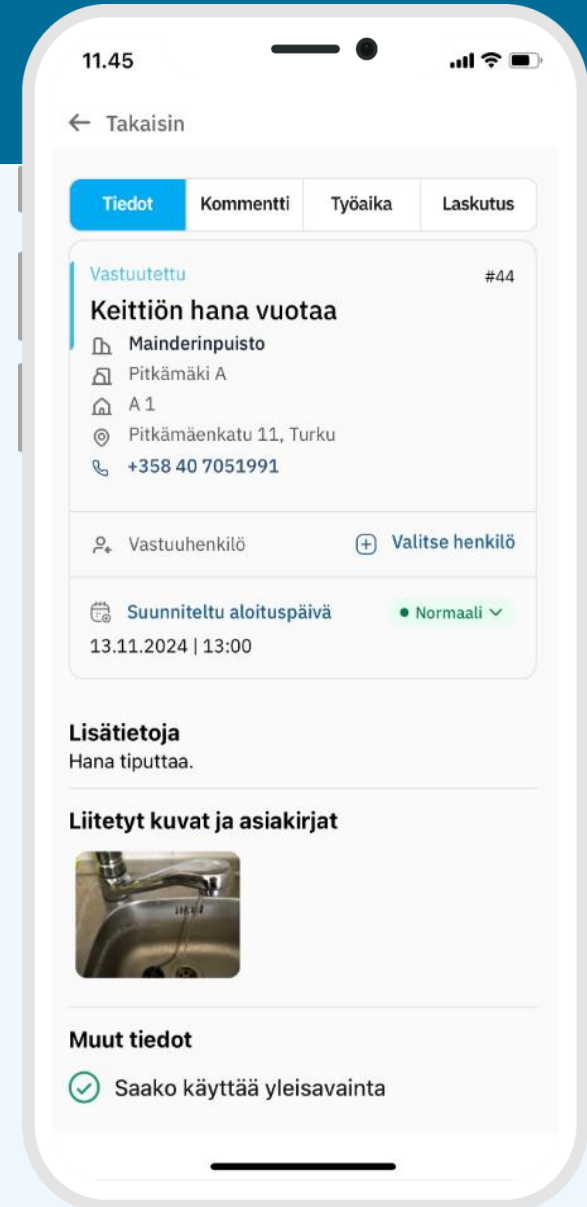 11.45
← Takaisin
Tiedot Kommentti Työaika Laskutus
Vastuutettu #44
Keittiön hana vuotaa
Mainderinpuisto
Pitkämäki A
A 1
Pitkämäenkatu 11, Turku
+358 40 7051991
Vastuuhenkilö Valitse henkilö
Suunniteltu aloituspäivä Normaali
13.11.2024 | 13:00
Lisätietoja
Hana tiputtaa.
Liitetyt kuvat ja asiakirjat
Muut tiedot
Saako käyttää yleisavainta